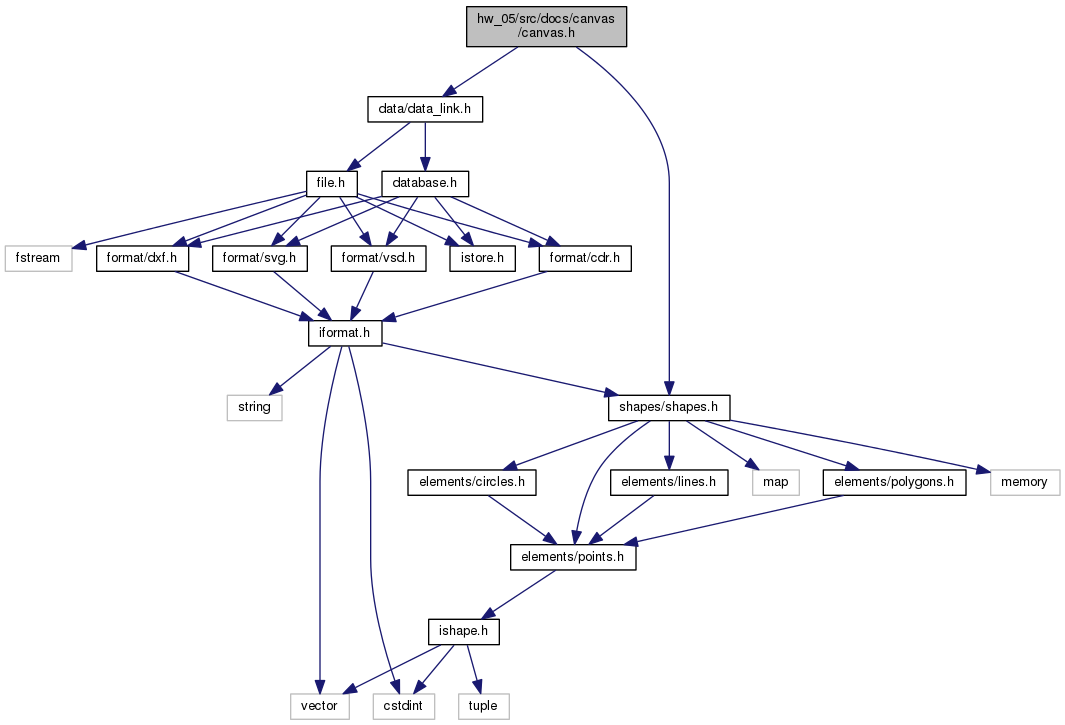 hw_05/src/docs/canvas
/canvas.h
data/data_link.h
file.h
database.h
fstream
format/dxf.h
format/svg.h
format/vsd.h
istore.h
format/cdr.h
iformat.h
string
shapes/shapes.h
elements/circles.h
elements/lines.h
map
elements/polygons.h
memory
elements/points.h
ishape.h
vector
cstdint
tuple